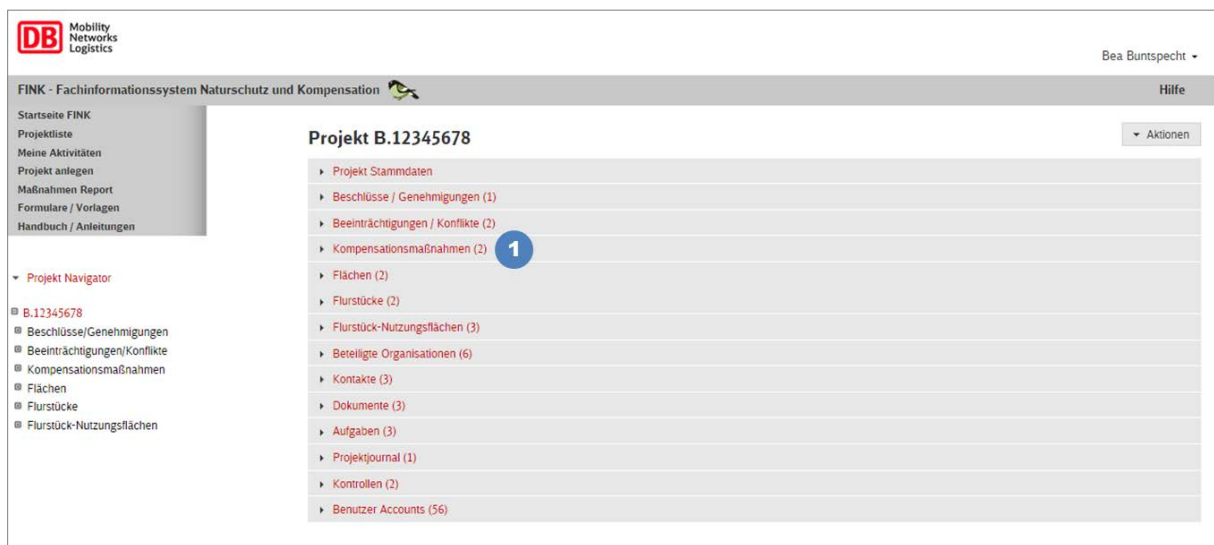 DB
Mobility
Networks
Logistics
Bea Buntspecht
FINK - Fachinformationssystem Naturschutz und Kompensation
Hilfe
Startseite FINK
Projektliste
Meine Aktivitäten
Projekt anlegen
Maßnahmen Report
Formulare / Vorlagen
Handbuch / Anleitungen
Projekt Navigator
B.12345678
Beschlüsse/Genehmigungen
Beeinträchtigungen/Konflikte
Kompensationsmaßnahmen
Flächen
Flurstücke
Flurstück-Nutzungsflächen
Projekt B.12345678
Aktionen
Projekt Stammdaten
Beschlüsse / Genehmigungen (1)
Beeinträchtigungen / Konflikte (2)
Kompensationsmaßnahmen (2) 1
Flächen (2)
Flurstücke (2)
Flurstück-Nutzungsflächen (3)
Beteiligte Organisationen (6)
Kontakte (3)
Dokumente (3)
Aufgaben (3)
Projektjournal (1)
Kontrollen (2)
Benutzer Accounts (56)